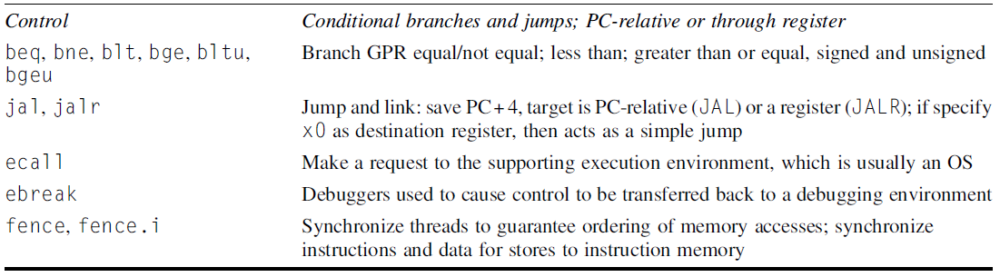 Control Conditional branches and jumps; PC-relative or through register
beq, bne, blt, bge, bltu, Branch GPR equal/not equal; less than; greater than or equal, signed and unsigned
bgeu
jal, jalr Jump and link: save PC+4, target is PC-relative (JAL) or a register (JALR); if specify
x0 as destination register, then acts as a simple jump
ecall Make a request to the supporting execution environment, which is usually an OS
ebreak Debuggers used to cause control to be transferred back to a debugging environment
fence, fence.i Synchronize threads to guarantee ordering of memory accesses; synchronize
instructions and data for stores to instruction memory